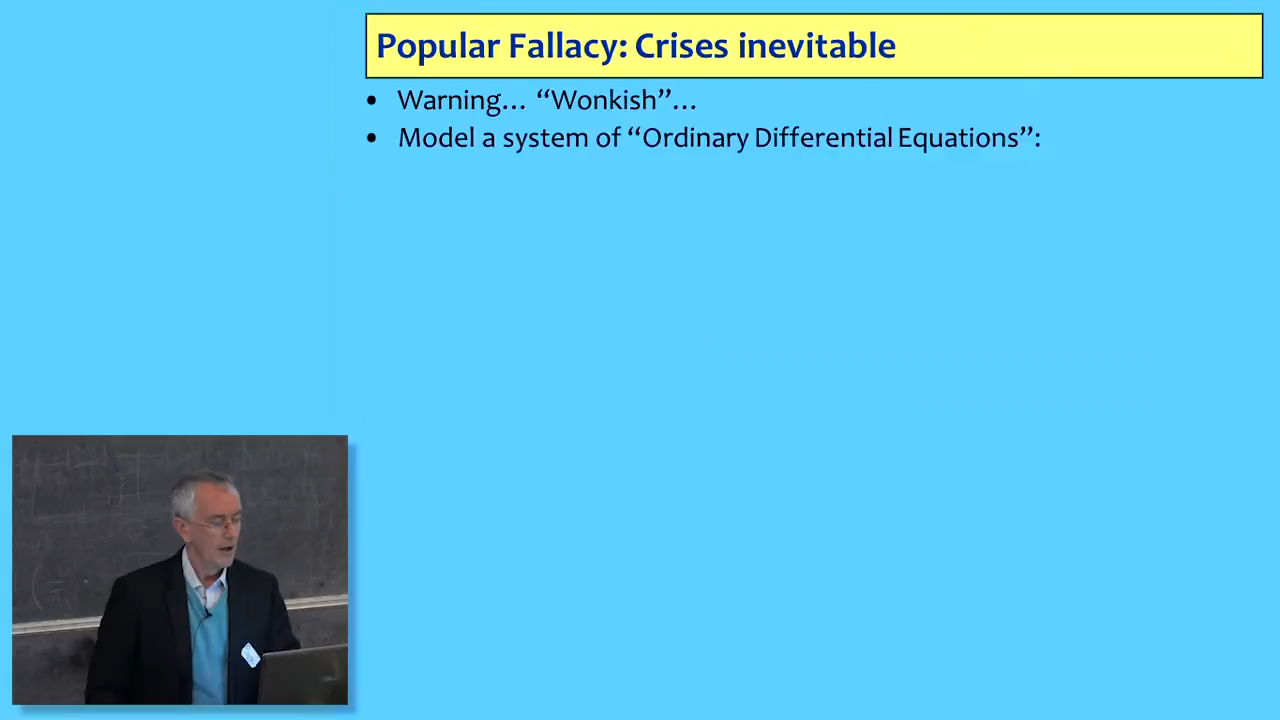 Popular Fallacy: Crises inevitable
• Warning… “Wonkish”…
• Model a system of “Ordinary Differential Equations”: